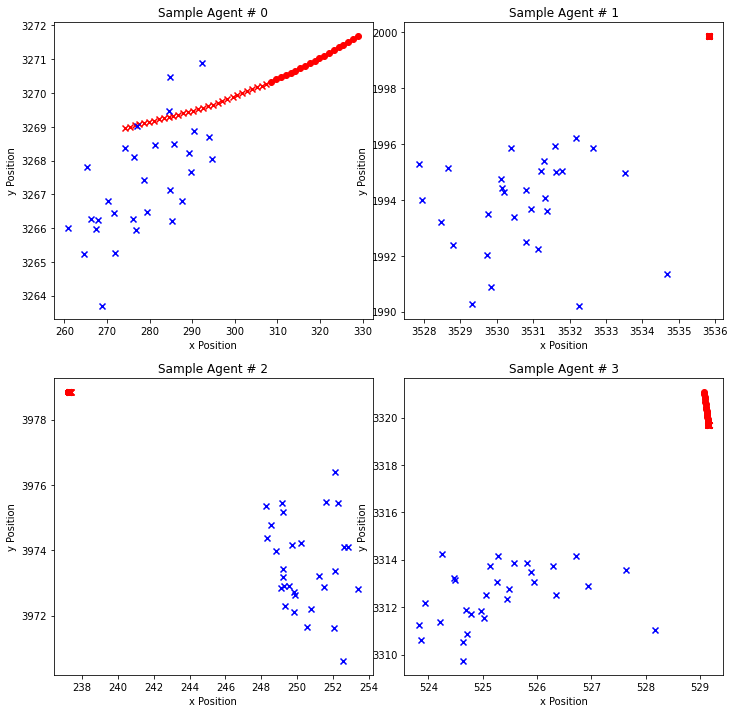 Sample Agent # 0
3272
3271
3270
3269
3268
3267
3266
3265
3264
y Position
260 270 280 290 300 310 320 330
x Position
Sample Agent # 1
2000
1998
1996
1994
1992
1990
y Position
3528 3529 3530 3531 3532 3533 3534 3535 3536
x Position
Sample Agent # 2
3978
3976
3974
3972
y Position
238 240 242 244 246 248 250 252 254
x Position
Sample Agent # 3
3320
3318
3316
3314
3312
3310
y Position
524 525 526 527 528 529
x Position